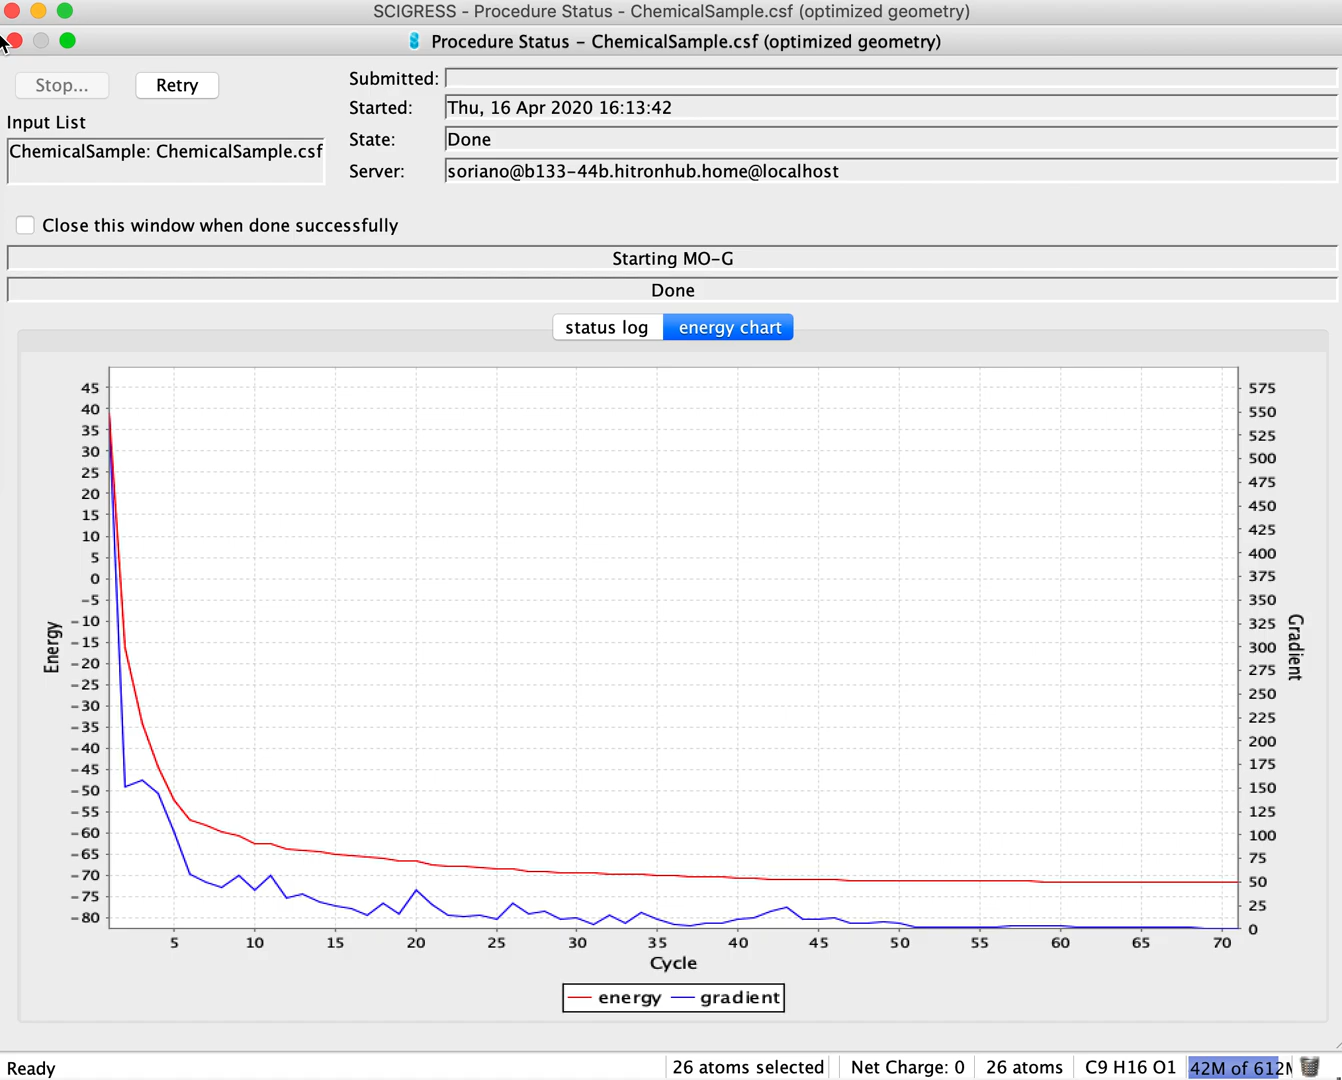 SCIGRESS - Procedure Status - ChemicalSample.csf (optimized geometry)
Procedure Status – ChemicalSample.csf (optimized geometry)
Stop...
Retry
Submitted:
Started: Thu, 16 Apr 2020 16:13:42
Input List
State: Done
ChemicalSample: ChemicalSample.csf
Server: soriano@b133-44b.hitronhub.home@localhost
Close this window when done successfully
Starting MO-G
Done
status log energy chart
45
40
35
30
25
20
15
10
5
0
-5
-10
-15
-20
-25
-30
-35
-40
-45
-50
-55
-60
-65
-70
-75
-80
Energy
575
550
525
500
475
450
425
400
375
350
325
300
275
250
225
200
175
150
125
100
75
50
25
0
Gradient
5 10 15 20 25 30 35 40 45 50 55 60 65 70
Cycle
energy gradient
Ready 26 atoms selected Net Charge: 0 26 atoms C9 H16 O1 42M of 612M